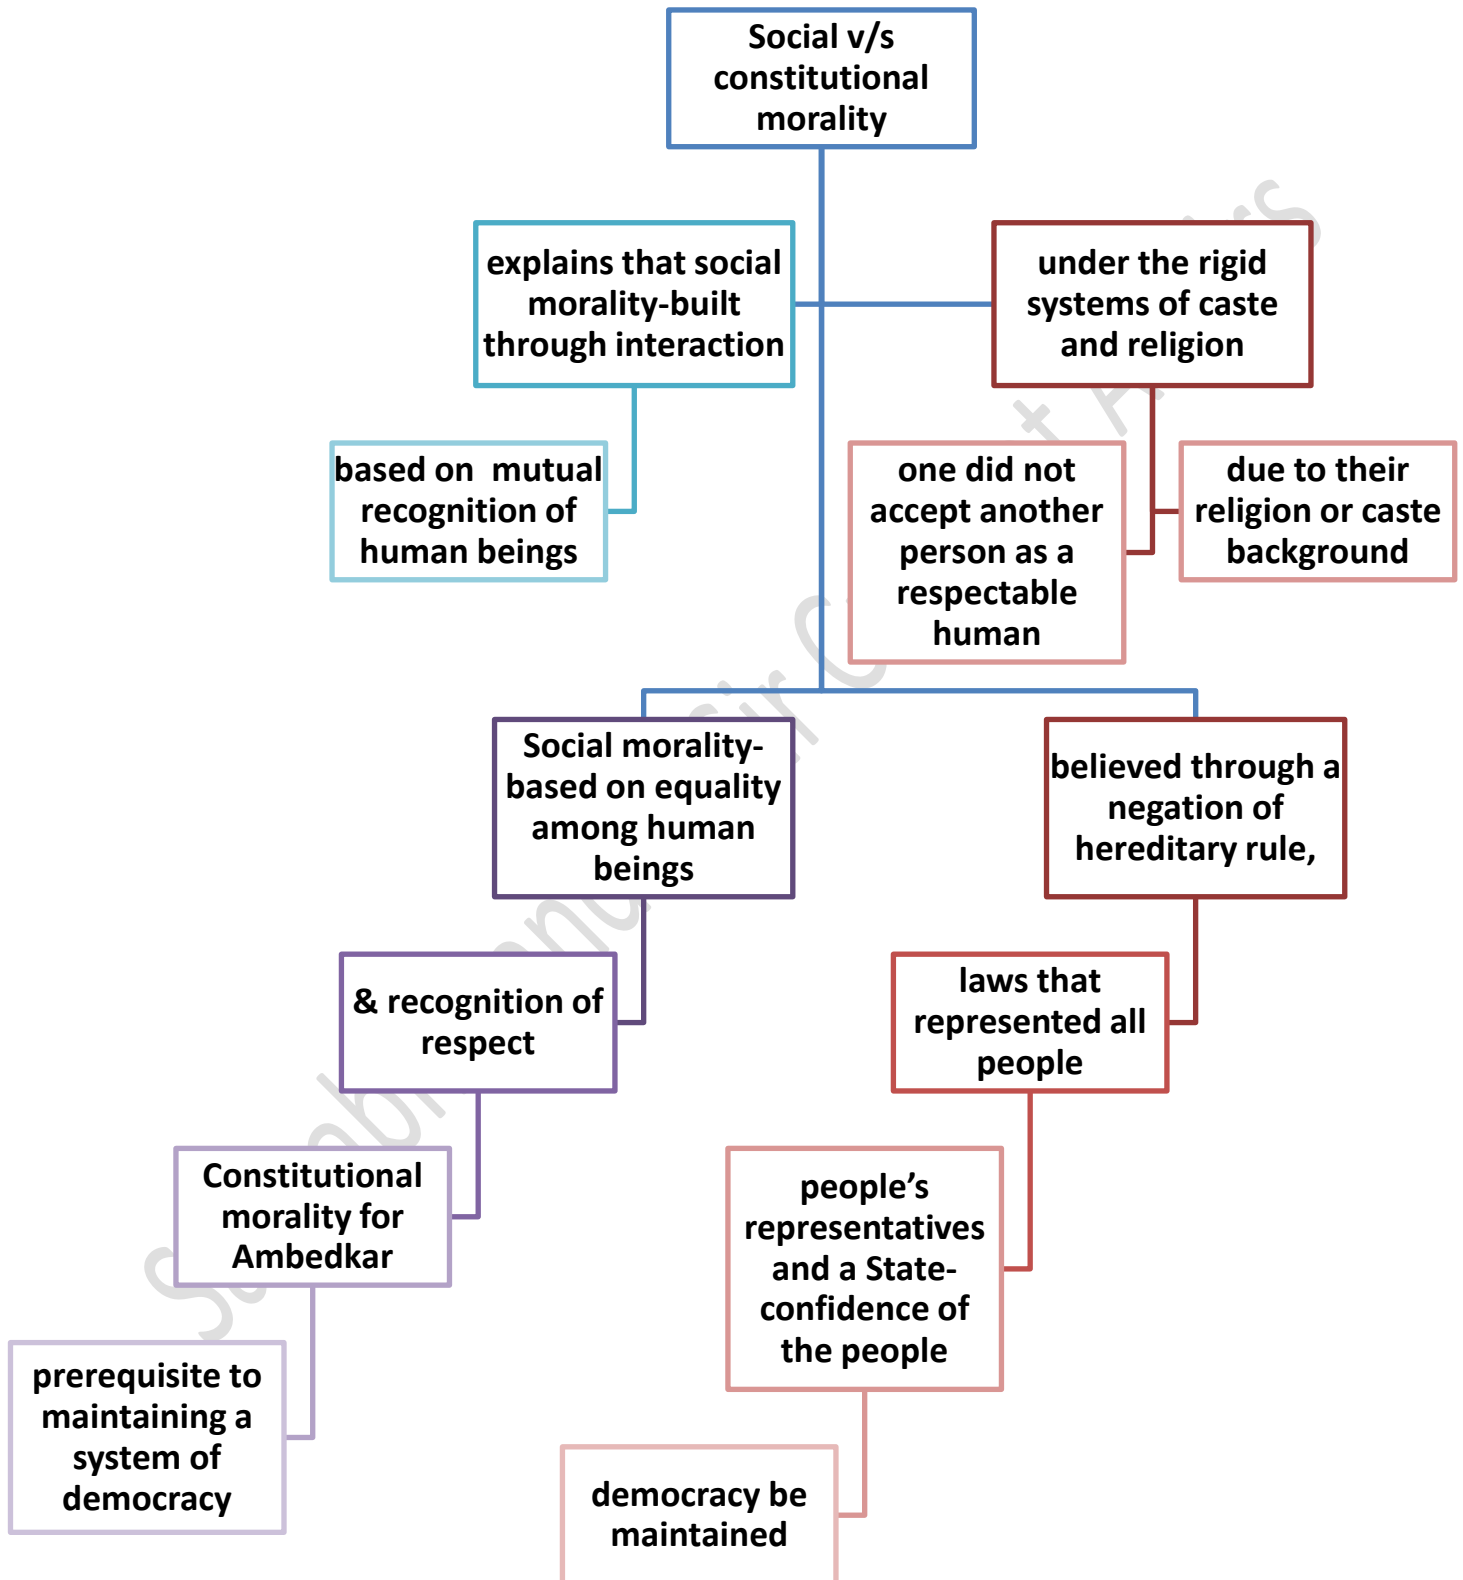 Social v/s
constitutional
morality
explains that social
morality-built
through interaction
under the rigid
systems of caste
and religion
based on mutual
recognition of
human beings
one did not
accept another
person as a
respectable
human
due to their
religion or caste
background
Social morality-
based on equality
among human
beings
believed through a
negation of
hereditary rule,
& recognition of
respect
laws that
represented all
people
Constitutional
morality for
Ambedkar
people’s
representatives
and a State-
confidence of
the people
prerequisite to
maintaining a
system of
democracy
democracy be
maintained